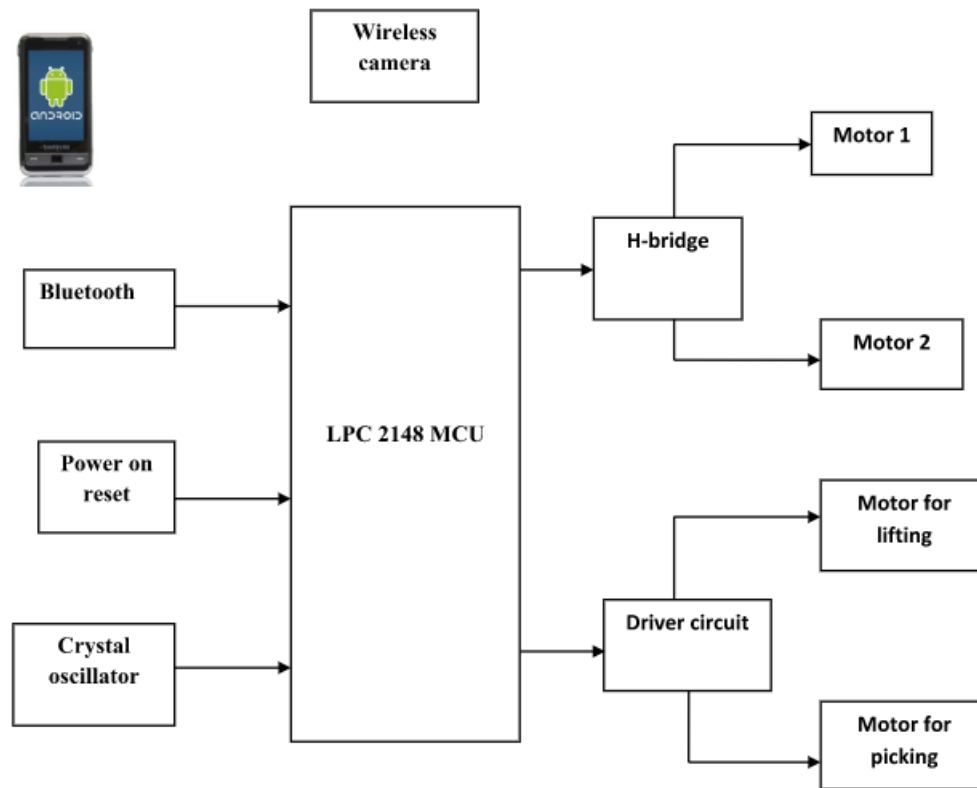 Wireless
camera
android
Motor 1
H-bridge
Bluetooth
Motor 2
LPC 2148 MCU
Power on
reset
Motor for
lifting
Driver circuit
Crystal
oscillator
Motor for
picking